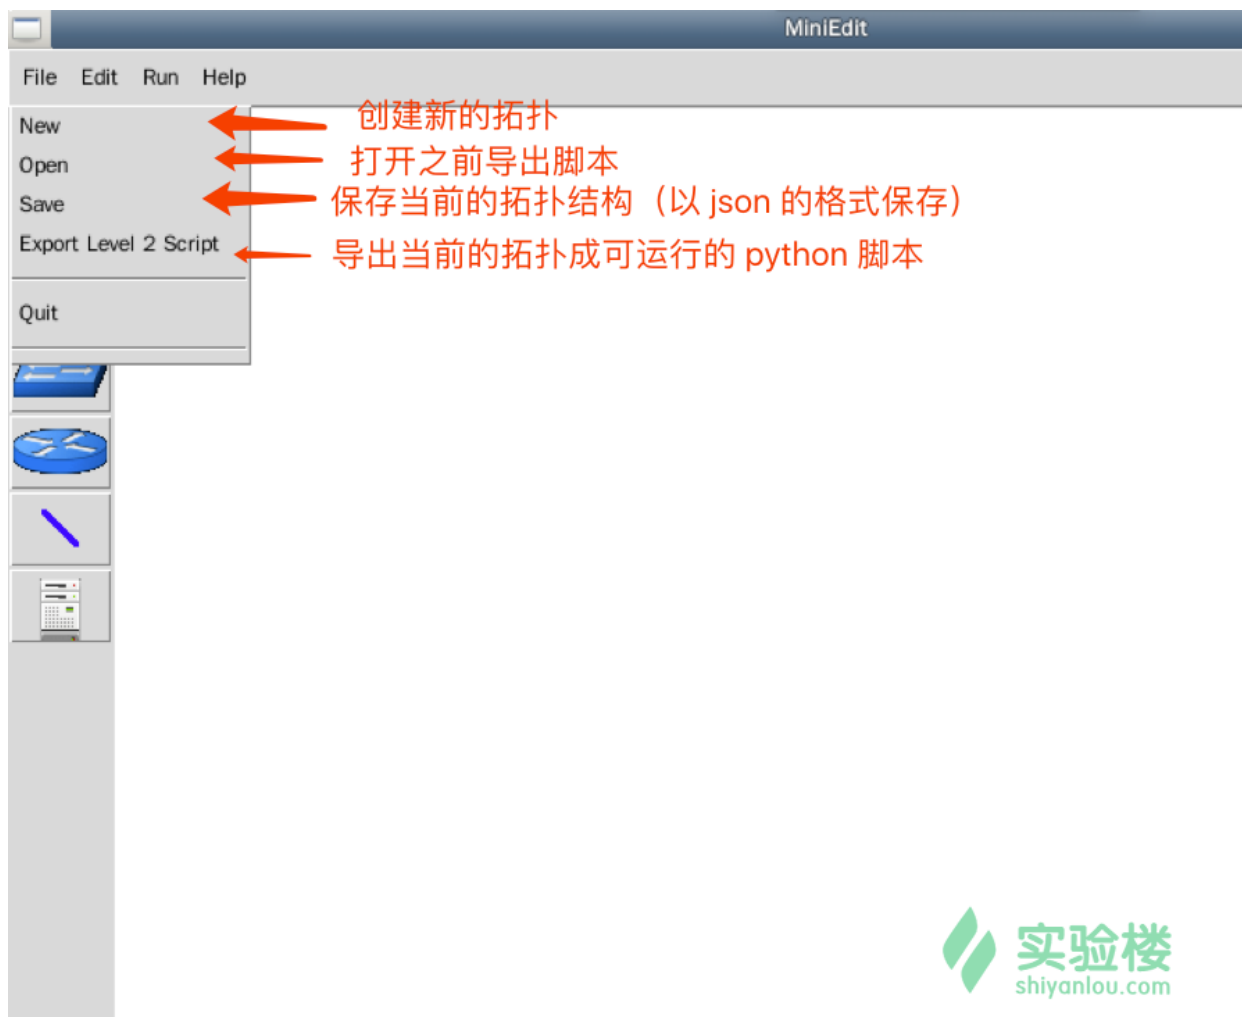 MiniEdit
File Edit Run Help
New 创建新的拓扑
Open 打开之前导出脚本
Save 保存当前的拓扑结构（以 json 的格式保存）
Export Level 2 Script 导出当前的拓扑成可运行的 python 脚本
Quit
实验楼
shiyanlou.com